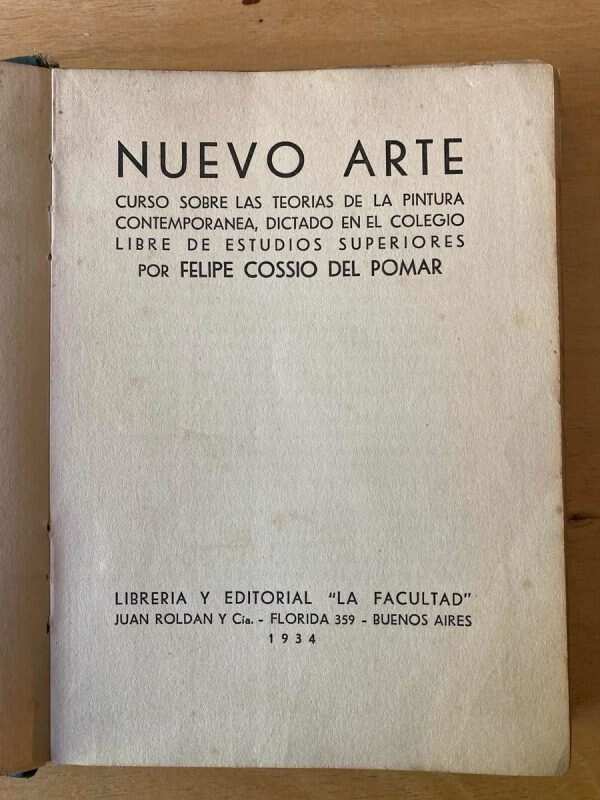 NUEVO ARTE
CURSO SOBRE LAS TEORIAS DE LA PINTURA
CONTEMPORANEA, DICTADO EN EL COLEGIO
LIBRE DE ESTUDIOS SUPERIORES
POR FELIPE COSSIO DEL POMAR
LIBRERIA Y EDITORIAL "LA FACULTAD"
JUAN ROLDAN Y Cía. - FLORIDA 359 - BUENOS AIRES
1934